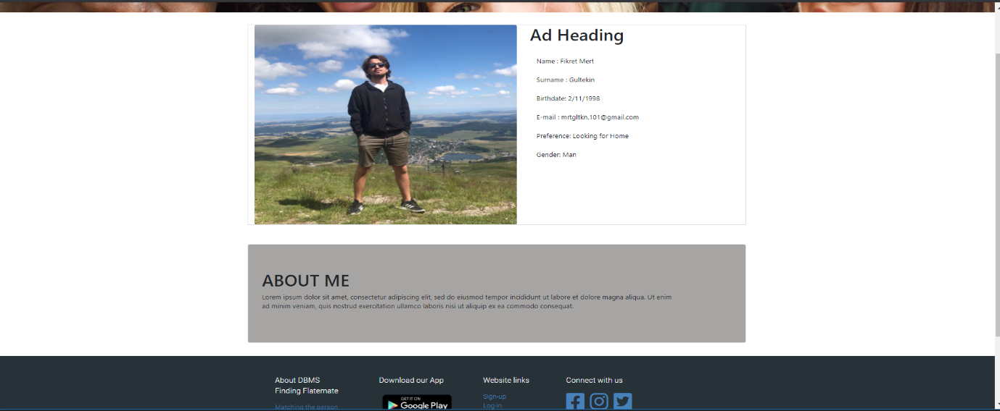 Ad Heading
Name : Fikret Mert
Surname : Gultekin
Birthdate: 2/11/1998
E-mail : mrtgltkn.101@gmail.com
Preference: Looking for Home
Gender: Man
ABOUT ME
Lorem ipsum dolor sit amet, consectetur adipiscing elit, sed do eiusmod tempor incididunt ut labore et dolore magna aliqua. Ut enim
ad minim veniam, quis nostrud exercitation ullamco laboris nisi ut aliquip ex ea commodo consequat.
About DBMS
Finding Flatemate
Matching the person
Download our App
GET IT ON
Google Play
Website links
Sign-up
Log-in
Connect with us